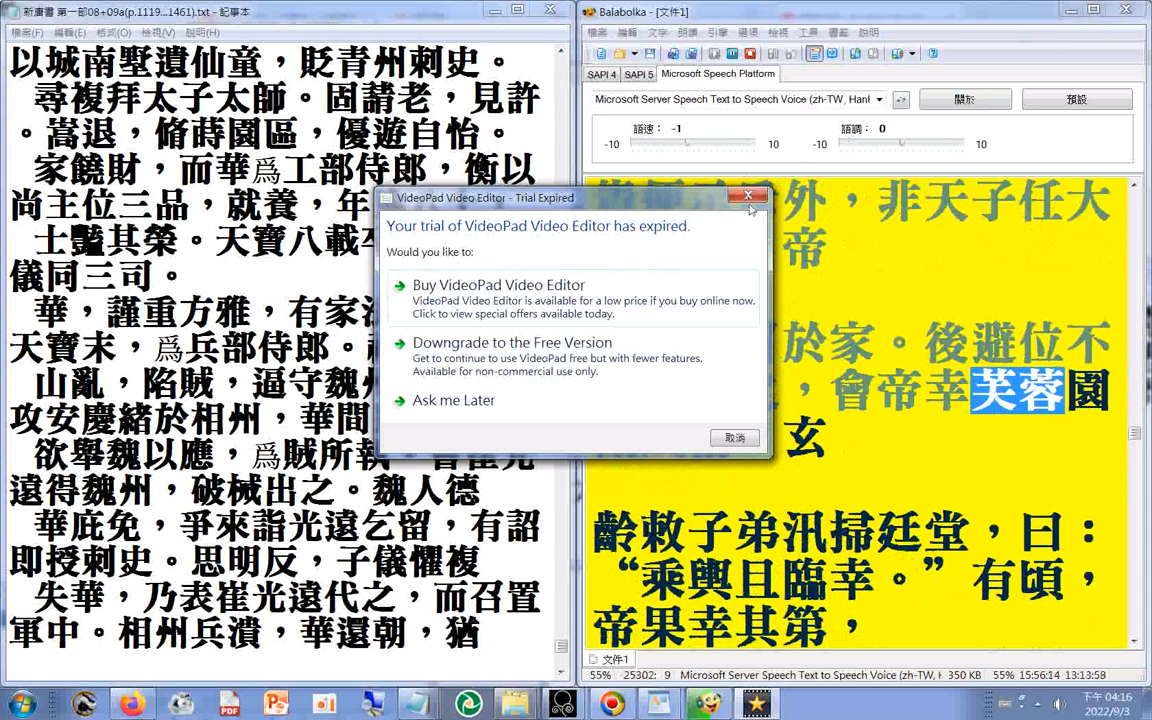 新唐書 第一部08+09a(p.1119...1461).txt - 記事本
檔案(F) 編輯(E) 格式(O) 檢視(V) 說明(H)
以城南墅遺仙童，貶青州刺史。
尋複拜太子太師。固請老，見許
。嵩退，脩蒔園區，優遊自怡。
家饒財，而華爲工部侍郎，衡以
尚主位三品，就養，年
士豔其榮。天寶八載
儀同三司。
華，謹重方雅，有家
天寶末，爲兵部侍郎。
山亂，陷賊，逼守魏
攻安慶緒於相州，華間
欲舉魏以應，爲賊所
遠得魏州，破械出之。魏人德
華庇免，爭來詣光遠乞留，有詔
即授刺史。思明反，子儀懼複
失華，乃表崔光遠代之，而召置
軍中。相州兵潰，華還朝，猶
Balabolka - [文件1]
檔案 編輯 文字 朗讀 引擎 選項 檢視 工具 書籤 說明
SAPI 4 SAPI 5 Microsoft Speech Platform
Microsoft Server Speech Text to Speech Voice (zh-TW, Hanl
關於 預設
語速： -1 語調： 0
-10 10 -10 10
外，非天子任大
帝
於家。後避位不
，會帝幸芙蓉園
玄
齡敕子弟汛掃廷堂，曰：
“乘輿且臨幸。” 有頃，
帝果幸其第，
文件1
55% 25302: 9 Microsoft Server Speech Text to Speech Voice (zh-TW, H 350 KB 55% 15:56:14 13:13:58
VideoPad Video Editor - Trial Expired
Your trial of VideoPad Video Editor has expired.
Would you like to:
Buy VideoPad Video Editor
VideoPad Video Editor is available for a low price if you buy online now.
Click to view special offers available today.
Downgrade to the Free Version
Get to continue to use VideoPad free but with fewer features.
Available for non-commercial use only.
Ask me Later
取消
PDF
下午 04:16
2022/9/3